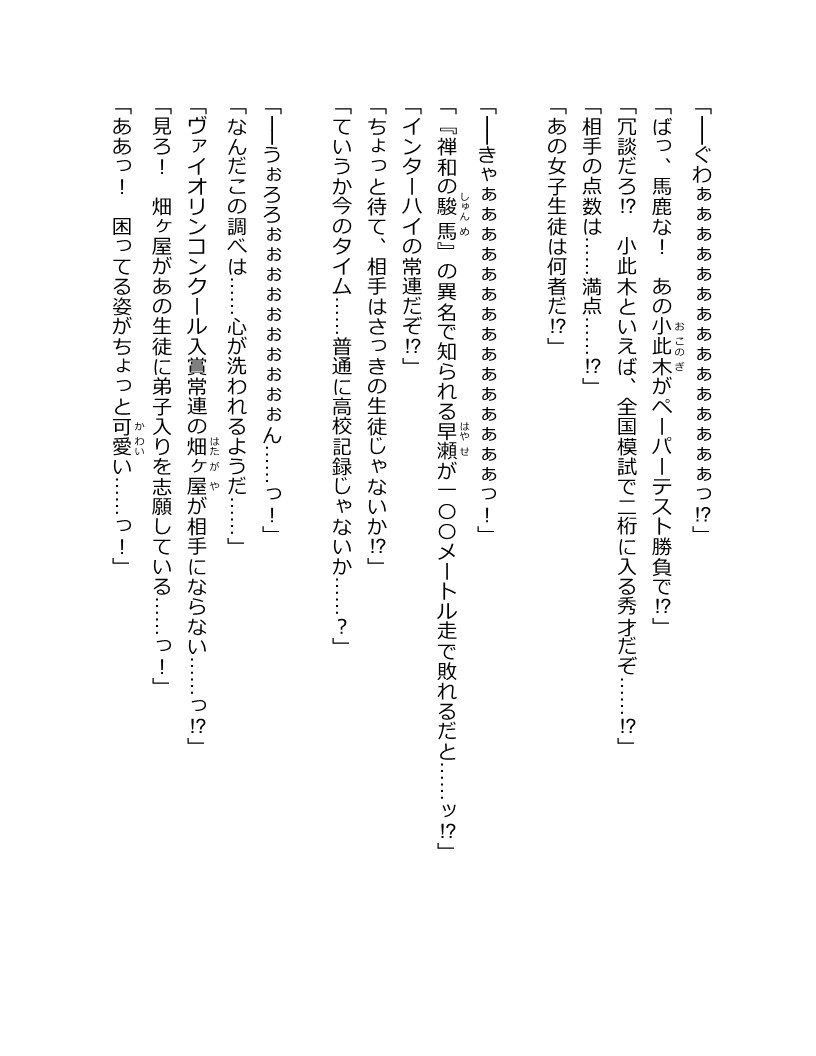 「――ぐわぁぁぁぁぁぁぁぁぁぁぁぁぁぁぁっ!?」
「ばっ、馬鹿な！　あの小此木がペーパーテスト勝負で!?」
「冗談だろ!?　小此木といえば、全国模試で二桁に入る秀才だぞ……!?」
「相手の点数は……満点……!?」
「あの女子生徒は何者だ!?」
「――きゃぁぁぁぁぁぁぁぁぁぁぁぁぁぁぁっ！」
「『禅和の駿馬』の異名で知られる早瀬が一〇〇メートル走で敗れるだと……ッ!?」
「インターハイの常連だぞ!?」
「ちょっと待て、相手はさっきの生徒じゃないか!?」
「ていうか今のタイム……普通に高校記録じゃないか……？」
「――うぉろろぉぉぉぉぉぉぉぉぉぉん……っ！」
「なんだこの調べは……心が洗われるようだ……」
「ヴァイオリンコンクール入賞常連の畑ヶ屋が相手にならない……っ!?」
「見ろ！　畑ヶ屋があの生徒に弟子入りを志願している……っ！」
「ああっ！　困ってる姿がちょっと可愛い……っ！」